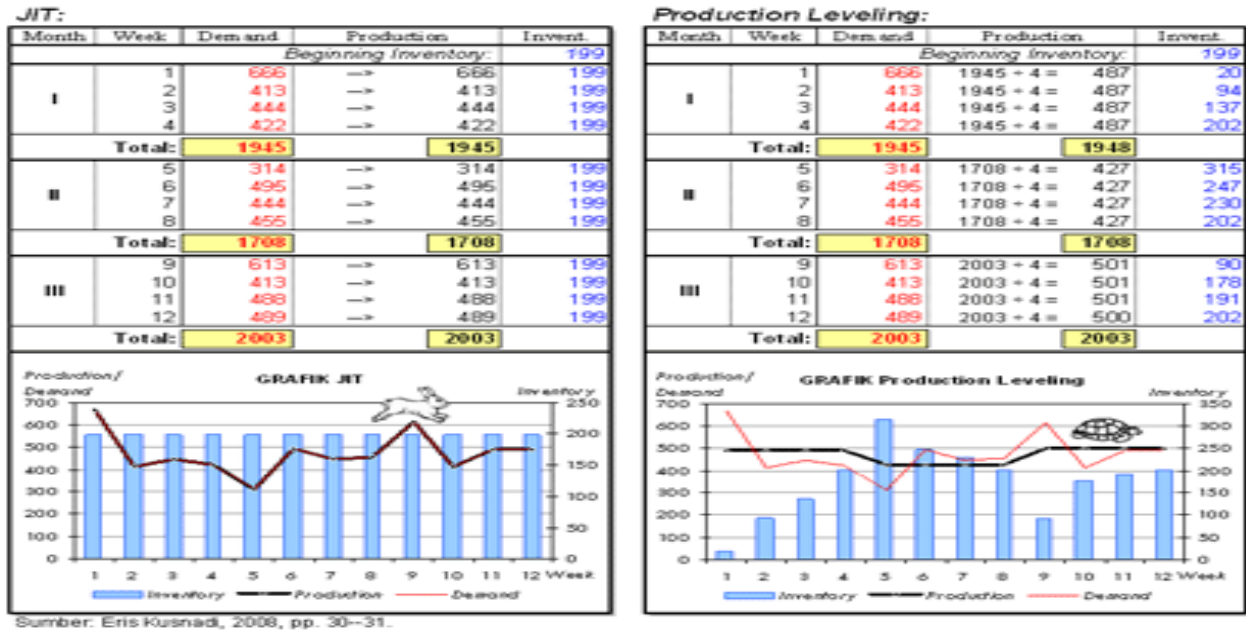 JIT:
Month Week Demand Production Invent.
Beginning Inventory: 199
I
1 666 --> 666 199
2 413 --> 413 199
3 444 --> 444 199
4 422 --> 422 199
Total: 1945 1945
II
5 314 --> 314 199
6 495 --> 495 199
7 444 --> 444 199
8 455 --> 455 199
Total: 1708 1708
III
9 613 --> 613 199
10 413 --> 413 199
11 488 --> 488 199
12 489 --> 489 199
Total: 2003 2003
Production/
Demand
GRAFIK JIT
Inventory
700 250
600
500 200
400 150
300 100
200
100 50
0 0
1 2 3 4 5 6 7 8 9 10 11 12 Week
Inventory Production Demand
Production Leveling:
Month Week Demand Production Invent.
Beginning Inventory: 199
I
1 666 1945 ÷ 4 = 487 20
2 413 1945 ÷ 4 = 487 94
3 444 1945 ÷ 4 = 487 137
4 422 1945 ÷ 4 = 487 202
Total: 1945 1948
II
5 314 1708 ÷ 4 = 427 315
6 495 1708 ÷ 4 = 427 247
7 444 1708 ÷ 4 = 427 230
8 455 1708 ÷ 4 = 427 202
Total: 1708 1708
III
9 613 2003 ÷ 4 = 501 90
10 413 2003 ÷ 4 = 501 178
11 488 2003 ÷ 4 = 501 191
12 489 2003 ÷ 4 = 500 202
Total: 2003 2003
Production/
Demand
GRAFIK Production Leveling
Inventory
700 350
600 300
500 250
400 200
300 150
200 100
100 50
0 0
1 2 3 4 5 6 7 8 9 10 11 12 Week
Inventory Production Demand
Sumber: Eris Kusnadi, 2008, pp. 30--31.